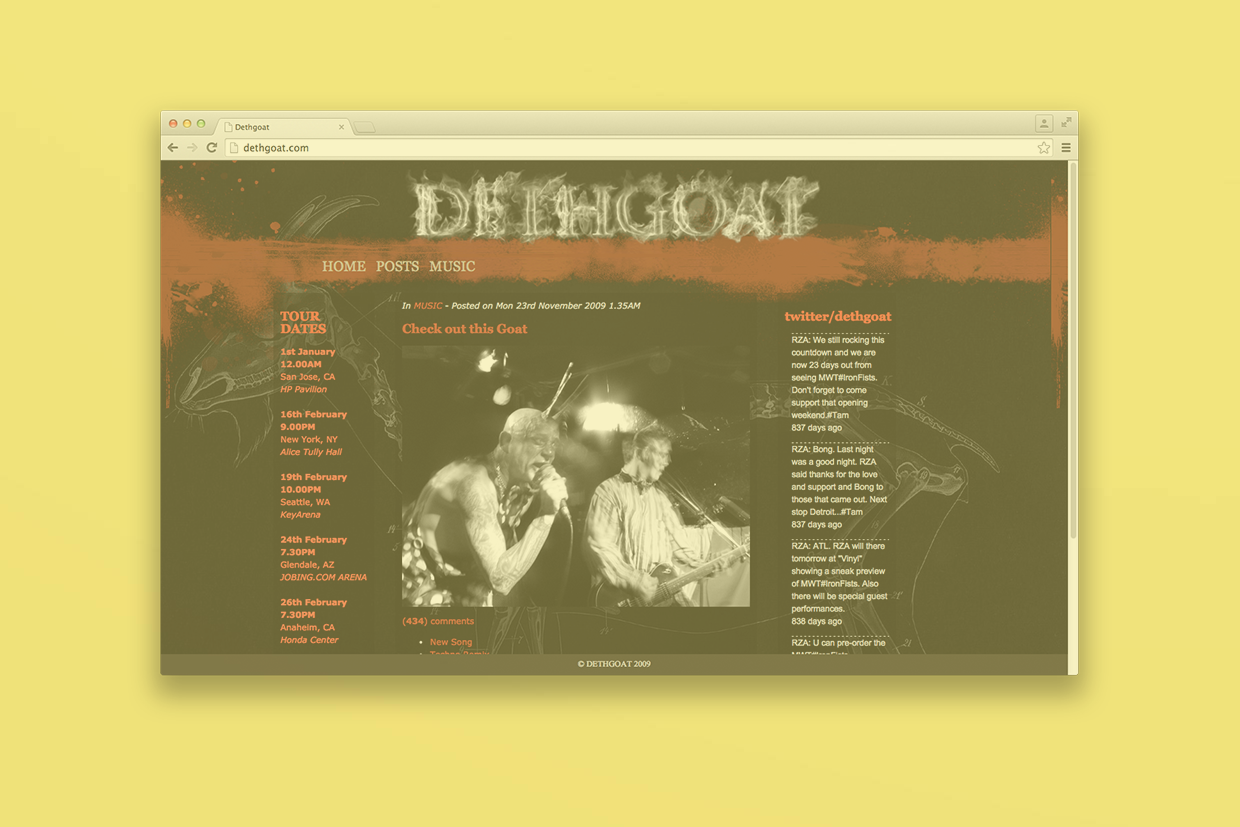 Dethgoat
dethgoat.com
DETHGOAT
HOME POSTS MUSIC
TOUR
DATES
1st January
12.00AM
San Jose, CA
HP Pavilion
16th February
9.00PM
New York, NY
Alice Tully Hall
19th February
10.00PM
Seattle, WA
KeyArena
24th February
7.30PM
Glendale, AZ
JOBING.COM ARENA
26th February
7.30PM
Anaheim, CA
Honda Center
In MUSIC - Posted on Mon 23rd November 2009 1.35AM
Check out this Goat
(434) comments
• New Song
twitter/dethgoat
RZA: We still rocking this
countdown and we are
now 23 days out from
seeing MWT#IronFists.
Don't forget to come
support that opening
weekend.#Tam
837 days ago
RZA: Bong. Last night
was a good night. RZA
said thanks for the love
and support and Bong to
those that came out. Next
stop Detroit...#Tam
837 days ago
RZA: ATL. RZA will there
tomorrow at "Vinyl"
showing a sneak preview
of MWT#IronFists. Also
there will be special guest
performances.
838 days ago
RZA: U can pre-order the
© DETHGOAT 2009